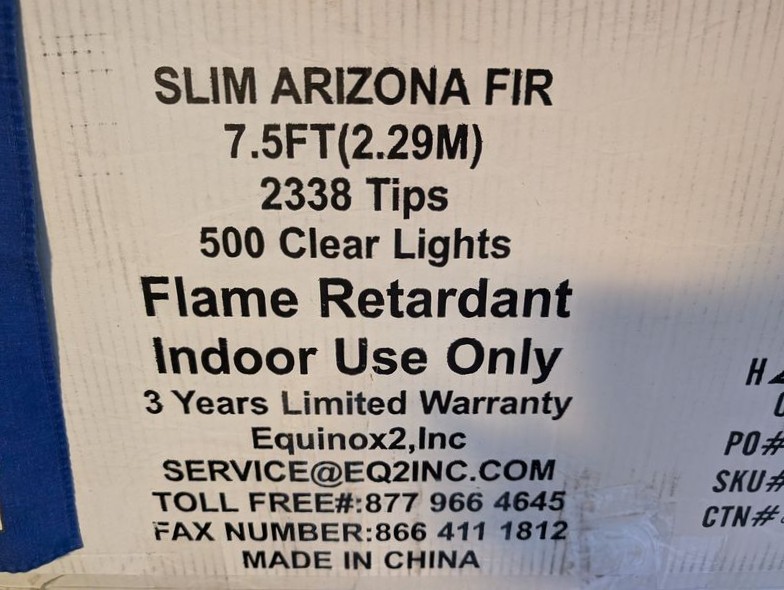 SLIM ARIZONA FIR
7.5FT(2.29M)
2338 Tips
500 Clear Lights
Flame Retardant
Indoor Use Only
3 Years Limited Warranty
Equinox2,Inc
SERVICE@EQ2INC.COM
TOLL FREE#:877 966 4645
FAX NUMBER:866 411 1812
MADE IN CHINA
PO#
SKU#
CTN#